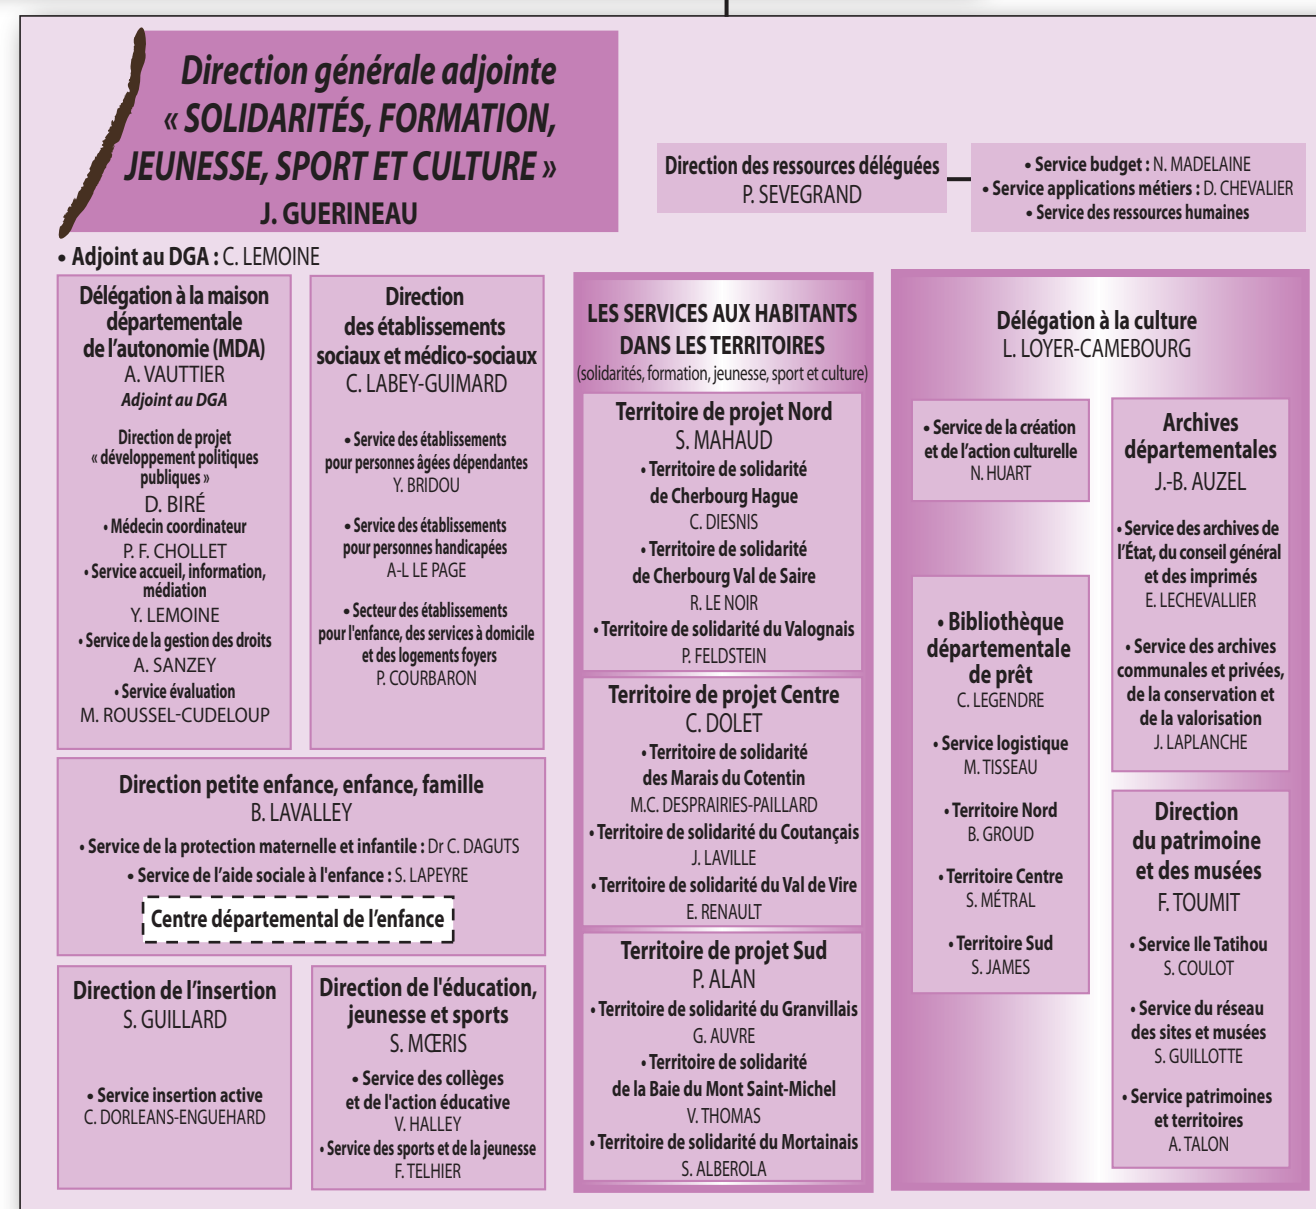 Direction générale adjointe
« SOLIDARITÉS, FORMATION,
JEUNESSE, SPORT ET CULTURE »
J. GUERINEAU
Direction des ressources déléguées
P. SEVEGRAND
• Service budget : N. MADELAINE
• Service applications métiers : D. CHEVALIER
• Service des ressources humaines
• Adjoint au DGA : C. LEMOINE
Délégation à la maison
départementale
de l'autonomie (MDA)
A. VAUTTIER
Adjoint au DGA
Direction de projet
« développement politiques
publiques »
D. BIRÉ
• Médecin coordinateur
P. F. CHOLLET
• Service accueil, information,
médiation
Y. LEMOINE
• Service de la gestion des droits
A. SANZEY
• Service évaluation
M. ROUSSEL-CUDELOUP
Direction
des établissements
sociaux et médico-sociaux
C. LABEY-GUIMARD
• Service des établissements
pour personnes âgées dépendantes
Y. BRIDOU
• Service des établissements
pour personnes handicapées
A-L LE PAGE
• Secteur des établissements
pour l'enfance, des services à domicile
et des logements foyers
P. COURBARON
Direction petite enfance, enfance, famille
B. LAVALLEY
• Service de la protection maternelle et infantile : Dr C. DAGUTS
• Service de l'aide sociale à l'enfance : S. LAPEYRE
Centre départemental de l'enfance
Direction de l'insertion
S. GUILLARD
• Service insertion active
C. DORLEANS-ENGUEHARD
Direction de l'éducation,
jeunesse et sports
S. MŒRIS
• Service des collèges
et de l'action éducative
V. HALLEY
• Service des sports et de la jeunesse
F. TELHIER
LES SERVICES AUX HABITANTS
DANS LES TERRITOIRES
(solidarités, formation, jeunesse, sport et culture)
Territoire de projet Nord
S. MAHAUD
• Territoire de solidarité
de Cherbourg Hague
C. DIESNIS
• Territoire de solidarité
de Cherbourg Val de Saire
R. LE NOIR
• Territoire de solidarité du Valognais
P. FELDSTEIN
Territoire de projet Centre
C. DOLET
• Territoire de solidarité
des Marais du Cotentin
M.C. DESPRAIRIES-PAILLARD
• Territoire de solidarité du Coutançais
J. LAVILLE
• Territoire de solidarité du Val de Vire
E. RENAULT
Territoire de projet Sud
P. ALAN
• Territoire de solidarité du Granvillais
G. AUVRE
• Territoire de solidarité
de la Baie du Mont Saint-Michel
V. THOMAS
• Territoire de solidarité du Mortainais
S. ALBEROLA
Délégation à la culture
L. LOYER-CAMEBOURG
• Service de la création
et de l'action culturelle
N. HUART
• Bibliothèque
départementale
de prêt
C. LEGENDRE
• Service logistique
M. TISSEAU
• Territoire Nord
B. GROUD
• Territoire Centre
S. MÉTRAL
• Territoire Sud
S. JAMES
Archives
départementales
J.-B. AUZEL
• Service des archives de
l'État, du conseil général
et des imprimés
E. LECHEVALLIER
• Service des archives
communales et privées,
de la conservation et
de la valorisation
J. LAPLANCHE
Direction
du patrimoine
et des musées
F. TOUMIT
• Service Ile Tatihou
S. COULOT
• Service du réseau
des sites et musées
S. GUILLOTTE
• Service patrimoines
et territoires
A. TALON